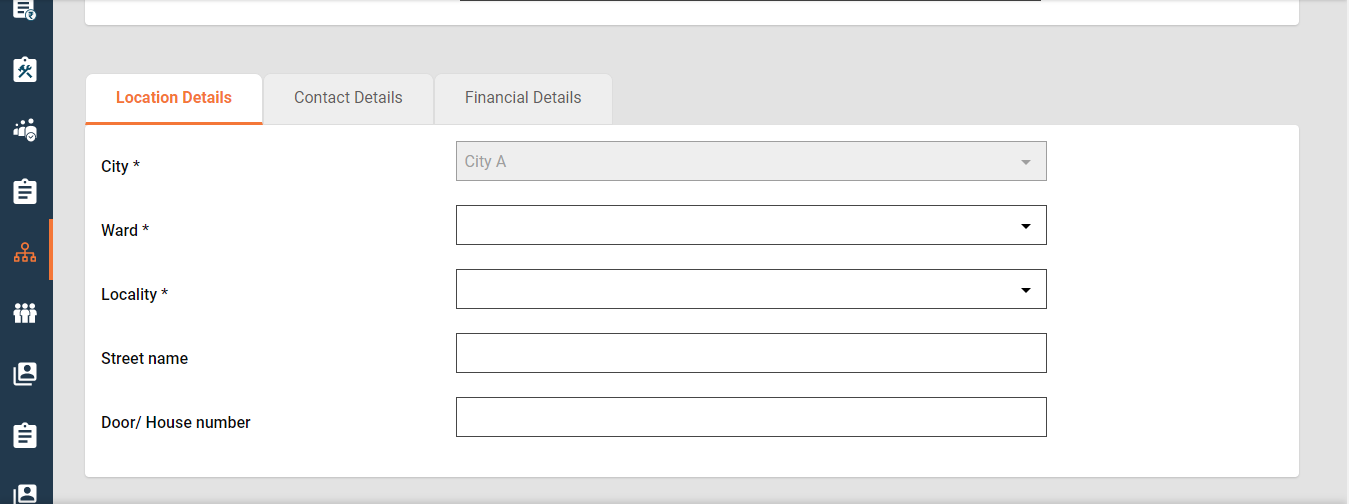 Location Details
Contact Details
Financial Details
City *
City A
Ward *
Locality *
Street name
Door/ House number